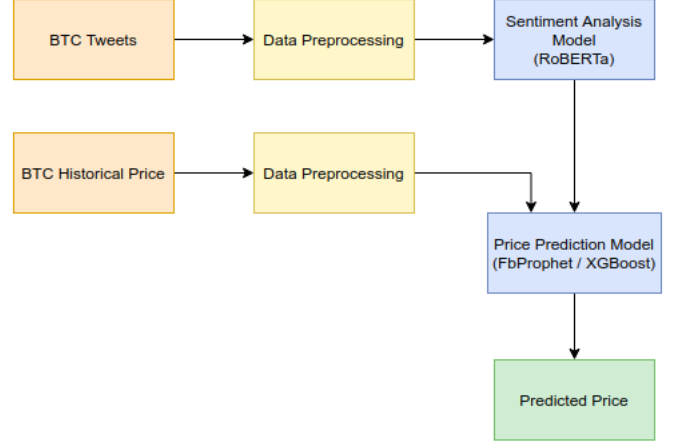 BTC Tweets
Data Preprocessing
Sentiment Analysis
Model
(RoBERTa)
BTC Historical Price
Data Preprocessing
Price Prediction Model
(FbProphet / XGBoost)
Predicted Price